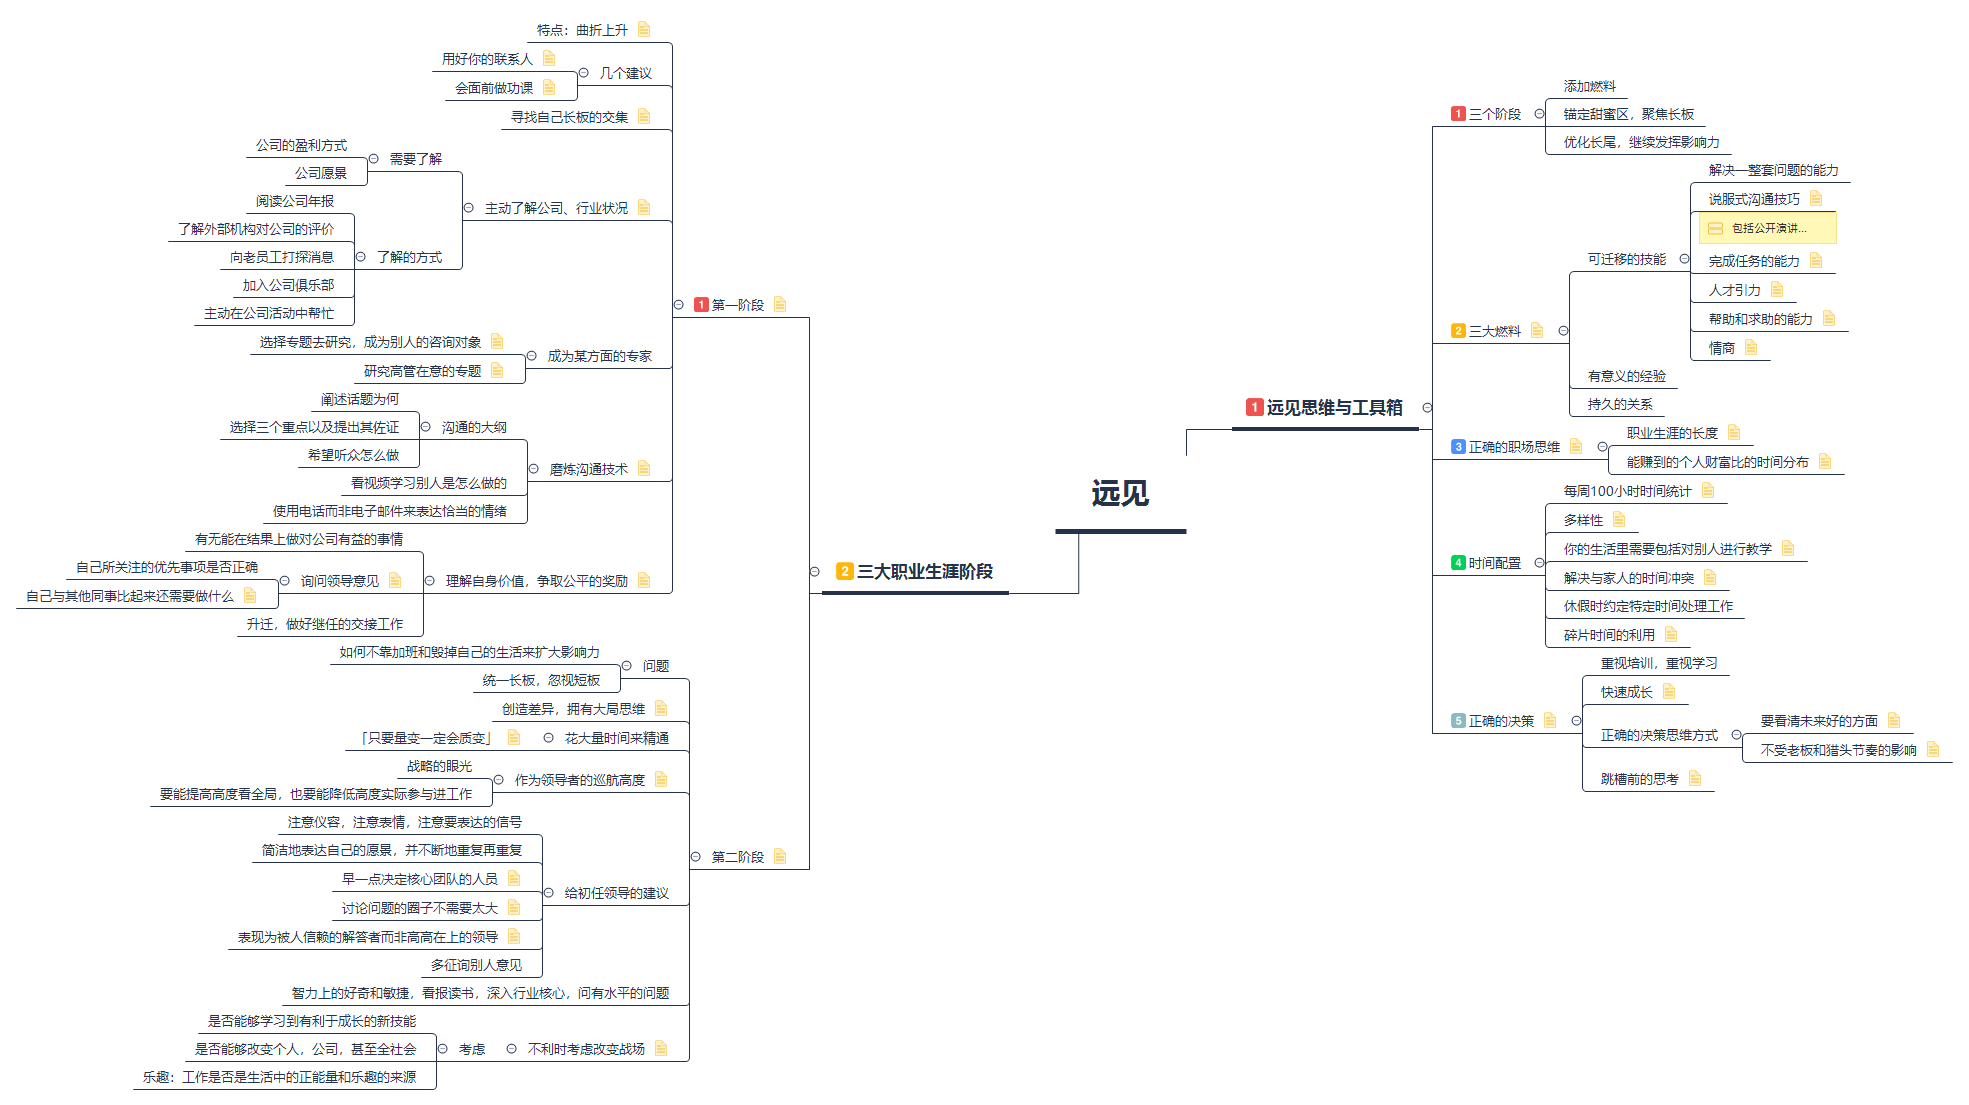 远见
1 远见思维与工具箱
1 三个阶段
添加燃料
锚定甜蜜区，聚焦长板
优化长尾，继续发挥影响力
2 三大燃料
可迁移的技能
解决一整套问题的能力
说服式沟通技巧
包括公开演讲...
完成任务的能力
人才引力
帮助和求助的能力
情商
有意义的经验
持久的关系
3 正确的职场思维
职业生涯的长度
能赚到的个人财富比的时间分布
4 时间配置
每周100小时时间统计
多样性
你的生活里需要包括对别人进行教学
解决与家人的时间冲突
休假时约定特定时间处理工作
碎片时间的利用
5 正确的决策
重视培训，重视学习
快速成长
正确的决策思维方式
要看清未来好的方面
不受老板和猎头节奏的影响
跳槽前的思考
2 三大职业生涯阶段
1 第一阶段
特点：曲折上升
几个建议
用好你的联系人
会面前做功课
寻找自己长板的交集
主动了解公司、行业状况
需要了解
公司的盈利方式
公司愿景
了解的方式
阅读公司年报
了解外部机构对公司的评价
向老员工打探消息
加入公司俱乐部
主动在公司活动中帮忙
成为某方面的专家
选择专题去研究，成为别人的咨询对象
研究高管在意的专题
磨炼沟通技术
沟通的大纲
阐述话题为何
选择三个重点以及提出其佐证
希望听众怎么做
看视频学习别人是怎么做的
使用电话而非电子邮件来表达恰当的情绪
理解自身价值，争取公平的奖励
有无能在结果上做对公司有益的事情
询问领导意见
自己所关注的优先事项是否正确
自己与其他同事比起来还需要做什么
升迁，做好继任的交接工作
第二阶段
问题
如何不靠加班和毁掉自己的生活来扩大影响力
统一长板，忽视短板
创造差异，拥有大局思维
花大量时间来精通
「只要量变一定会质变」
作为领导者的巡航高度
战略的眼光
要能提高高度看全局，也要能降低高度实际参与进工作
给初任领导的建议
注意仪容，注意表情，注意要表达的信号
简洁地表达自己的愿景，并不断地重复再重复
早一点决定核心团队的人员
讨论问题的圈子不需要太大
表现为被人信赖的解答者而非高高在上的领导
多征询别人意见
智力上的好奇和敏捷，看报读书，深入行业核心，问有水平的问题
不利时考虑改变战场
考虑
是否能够学习到有利于成长的新技能
是否能够改变个人，公司，甚至全社会
乐趣：工作是否是生活中的正能量和乐趣的来源